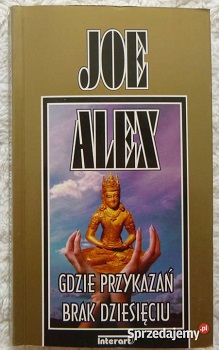 JOE
ALEX
GDZIE PRZYKAZAŃ
BRAK DZIESIĘCIU
Interart
Sprzedajemy.pl